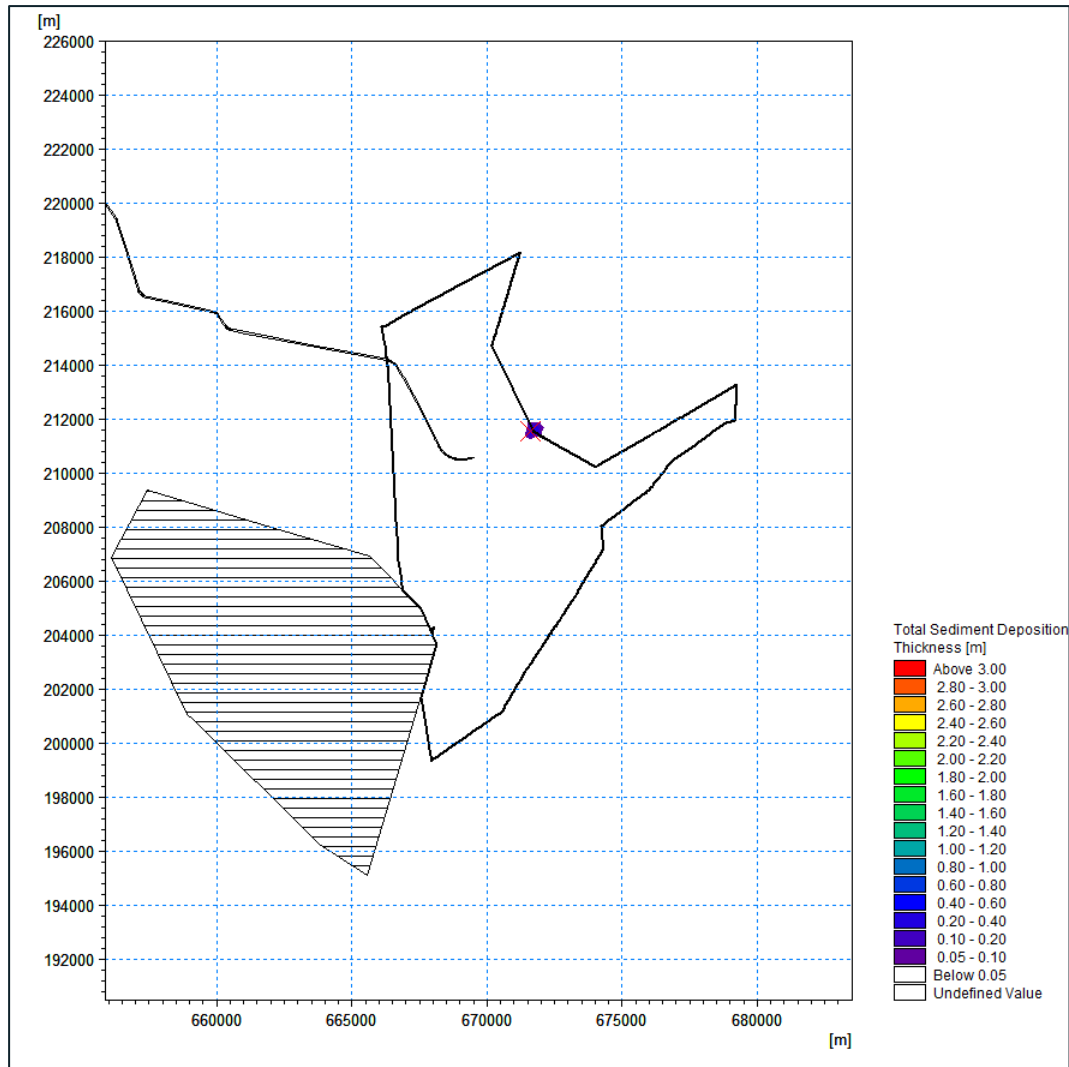 [m]
226000
224000
222000
220000
218000
216000
214000
212000
210000
208000
206000
204000
202000
200000
198000
196000
194000
192000
660000 665000 670000 675000 680000
[m]
Total Sediment Deposition
Thickness [m]
Above 3.00
2.80 - 3.00
2.60 - 2.80
2.40 - 2.60
2.20 - 2.40
2.00 - 2.20
1.80 - 2.00
1.60 - 1.80
1.40 - 1.60
1.20 - 1.40
1.00 - 1.20
0.80 - 1.00
0.60 - 0.80
0.40 - 0.60
0.20 - 0.40
0.10 - 0.20
0.05 - 0.10
Below 0.05
Undefined Value